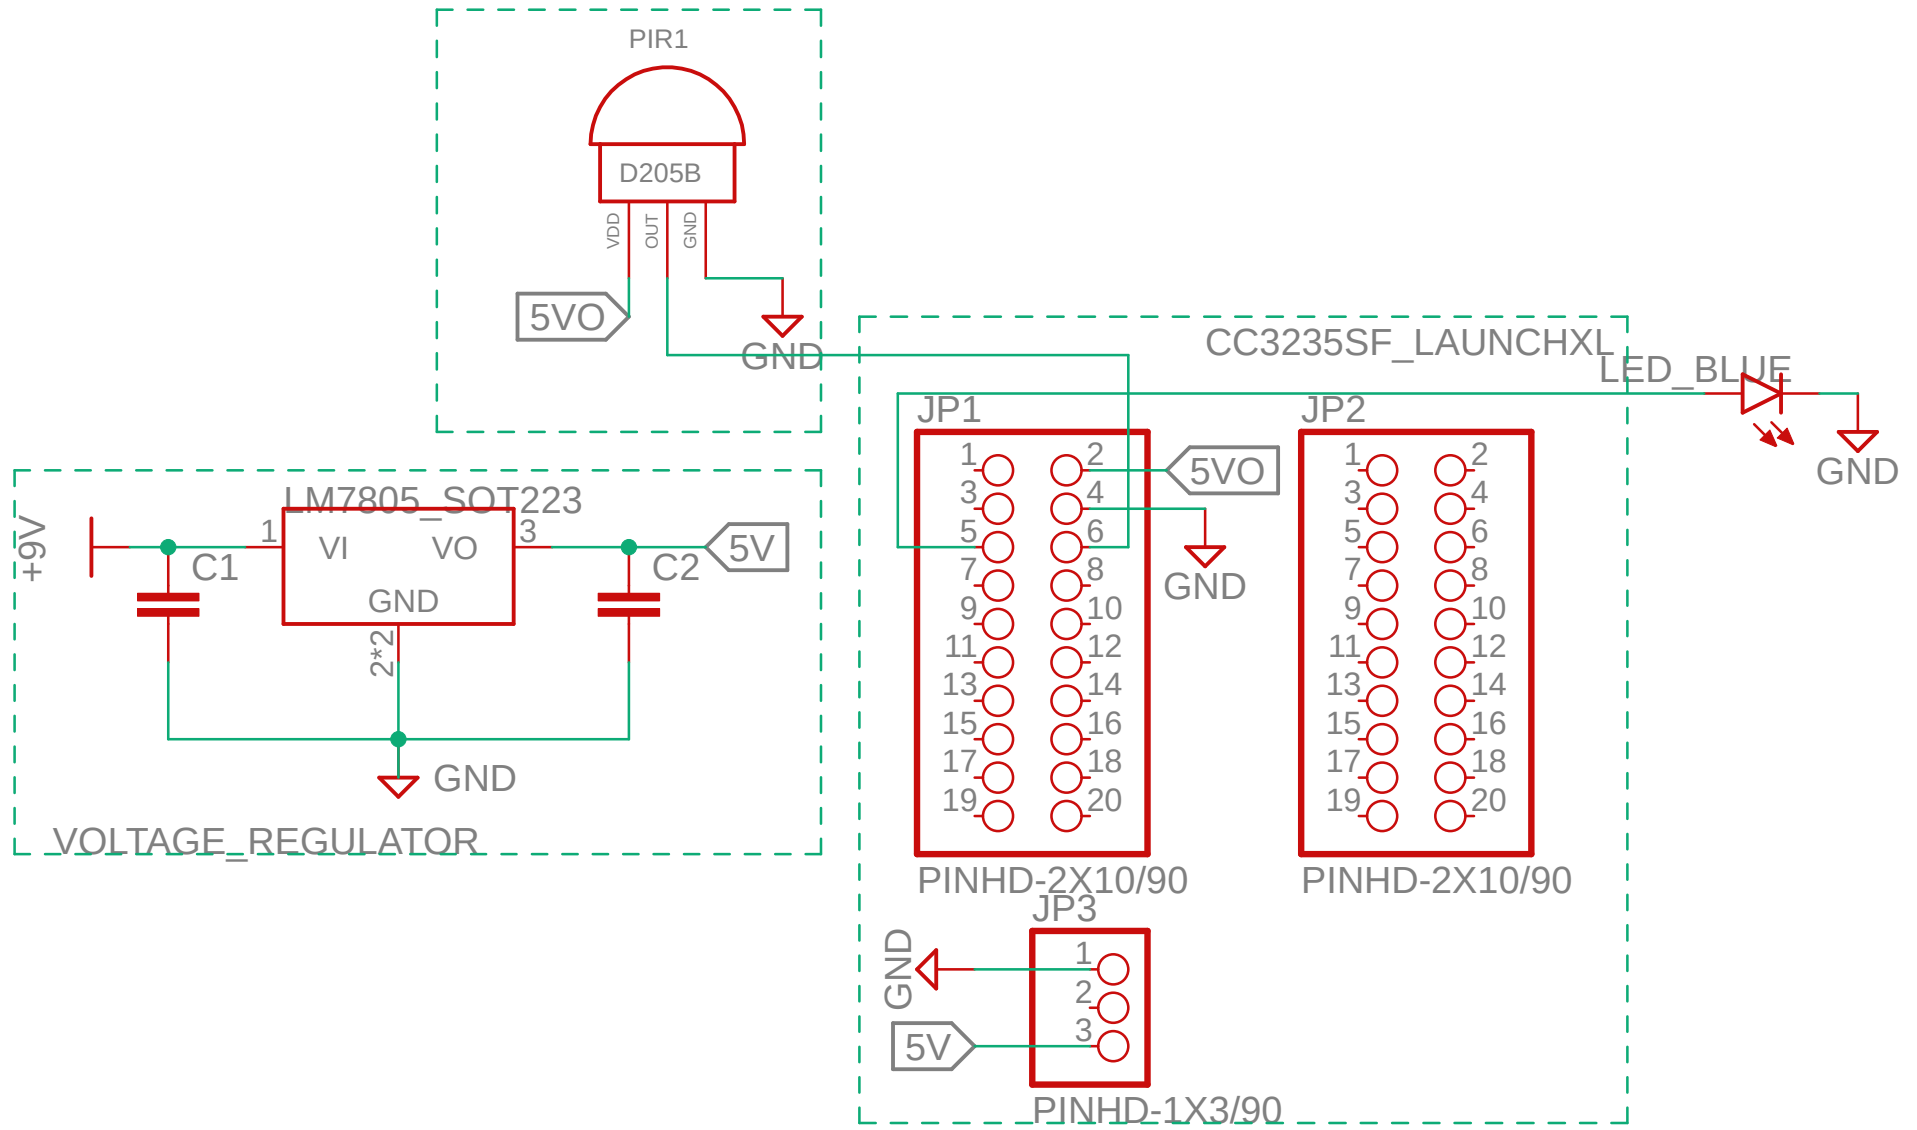 PIR1
D205B
VDD
OUT
GND
5VO
GND
+9V
LM7805_SOT223
1
VI
VO
3
GND
2*2
C1
C2
5V
GND
VOLTAGE_REGULATOR
CC3235SF_LAUNCHXL
LED_BLUE
GND
JP1
1 2
3 4
5 6
7 8
9 10
11 12
13 14
15 16
17 18
19 20
PINHD-2X10/90
5VO
GND
JP2
1 2
3 4
5 6
7 8
9 10
11 12
13 14
15 16
17 18
19 20
PINHD-2X10/90
JP3
GND
1
2
3
5V
PINHD-1X3/90